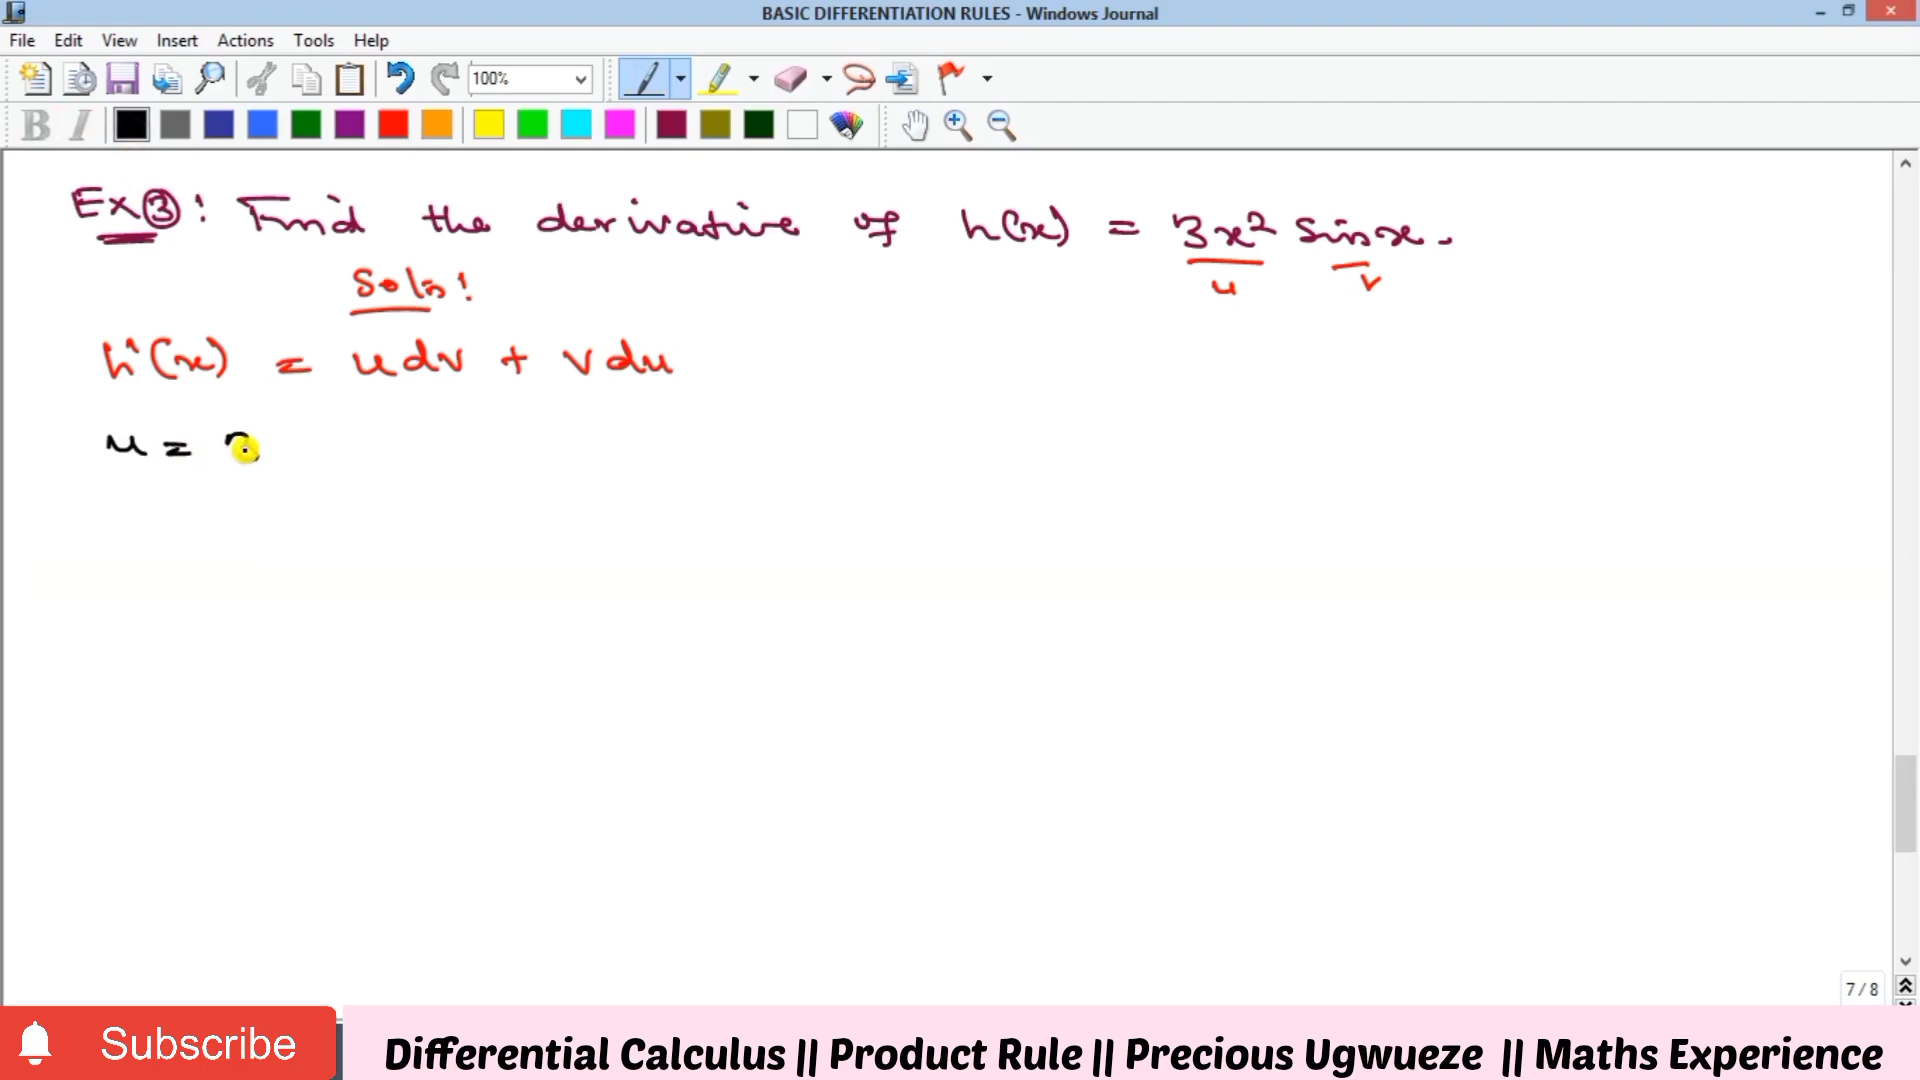 BASIC DIFFERENTIATION RULES - Windows Journal
File Edit View Insert Actions Tools Help
100%
B I
Ex③: Find the derivative of h(x) = 3x² sinx.
u v
Soln:
h'(x) = udv + vdu
u =
7 / 8
Subscribe
Differential Calculus || Product Rule || Precious Ugwueze || Maths Experience